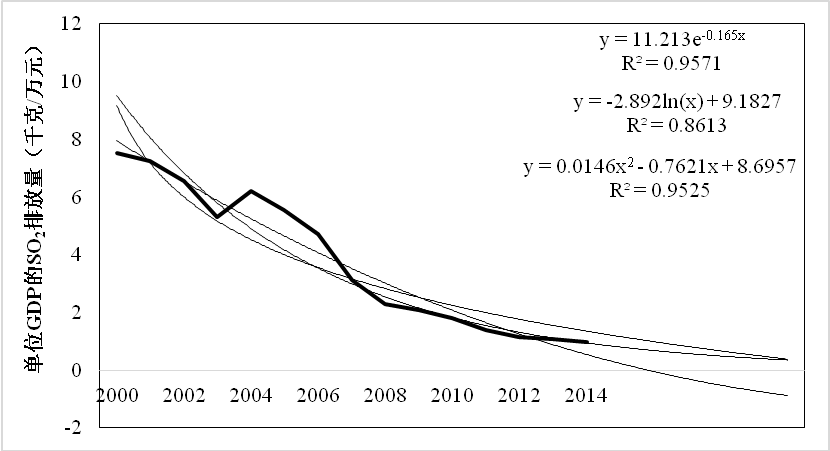 单位GDP的SO₂排放量（千克/万元）
12
10
8
6
4
2
0
-2
y = 11.213e^-0.165x
R² = 0.9571
y = -2.892ln(x) + 9.1827
R² = 0.8613
y = 0.0146x² - 0.7621x + 8.6957
R² = 0.9525
2000 2002 2004 2006 2008 2010 2012 2014